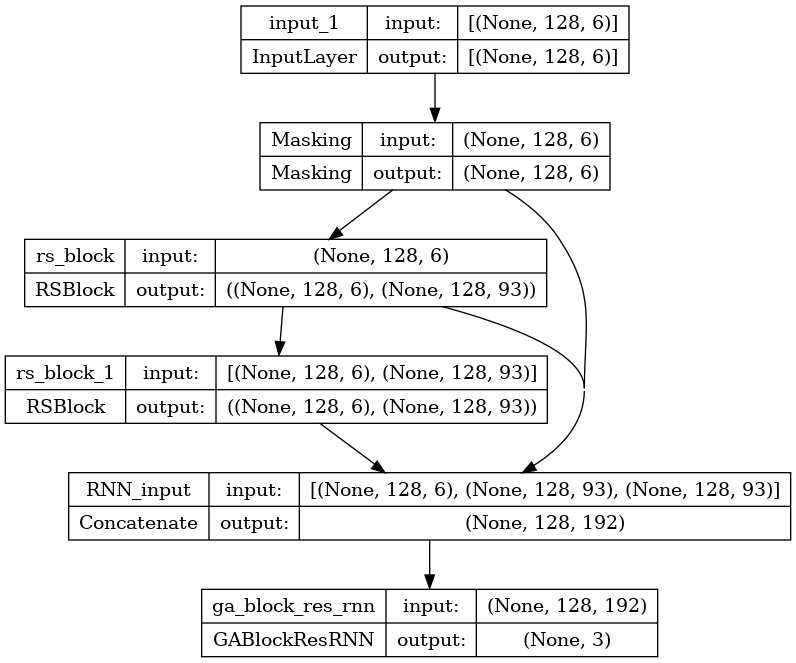 input_1 input: [(None, 128, 6)]
InputLayer output: [(None, 128, 6)]
Masking input: (None, 128, 6)
Masking output: (None, 128, 6)
rs_block input: (None, 128, 6)
RSBlock output: ((None, 128, 6), (None, 128, 93))
rs_block_1 input: [(None, 128, 6), (None, 128, 93)]
RSBlock output: ((None, 128, 6), (None, 128, 93))
RNN_input input: [(None, 128, 6), (None, 128, 93), (None, 128, 93)]
Concatenate output: (None, 128, 192)
ga_block_res_rnn input: (None, 128, 192)
GABlockResRNN output: (None, 3)